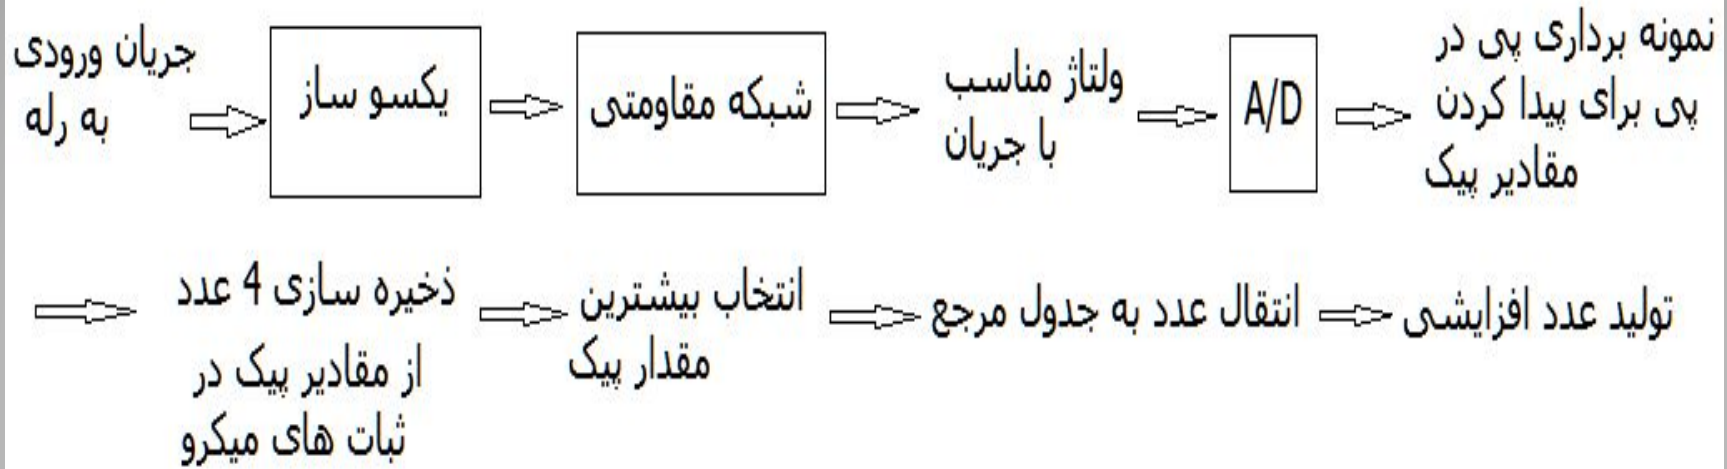 جریان ورودی
به رله
یکسو ساز
شبکه مقاومتی
ولتاژ مناسب
با جریان
A/D
نمونه برداری پی در
پی برای پیدا کردن
مقادیر پیک
ذخیره سازی 4 عدد
از مقادیر پیک در
ثبات های میکرو
انتخاب بیشترین
مقدار پیک
انتقال عدد به جدول مرجع
تولید عدد افزایشی